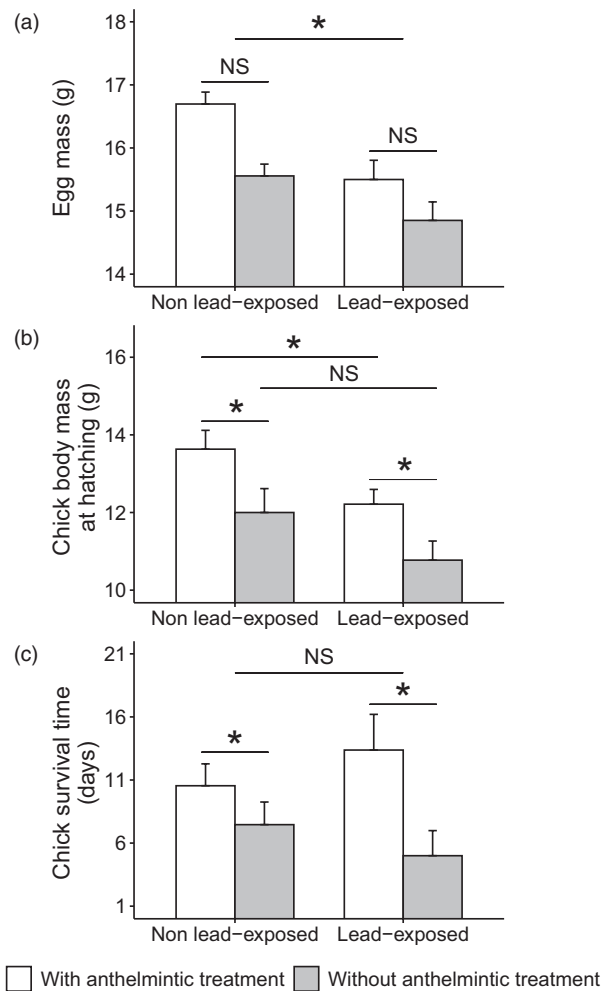 (a)
18
17
16
15
14
Egg mass (g)
*
NS
NS
Non lead-exposed
Lead-exposed
(b)
16
14
12
10
Chick body mass
at hatching (g)
*
NS
*
*
Non lead-exposed
Lead-exposed
(c)
21
16
11
6
1
Chick survival time
(days)
NS
*
*
Non lead-exposed
Lead-exposed
With anthelmintic treatment
Without anthelmintic treatment